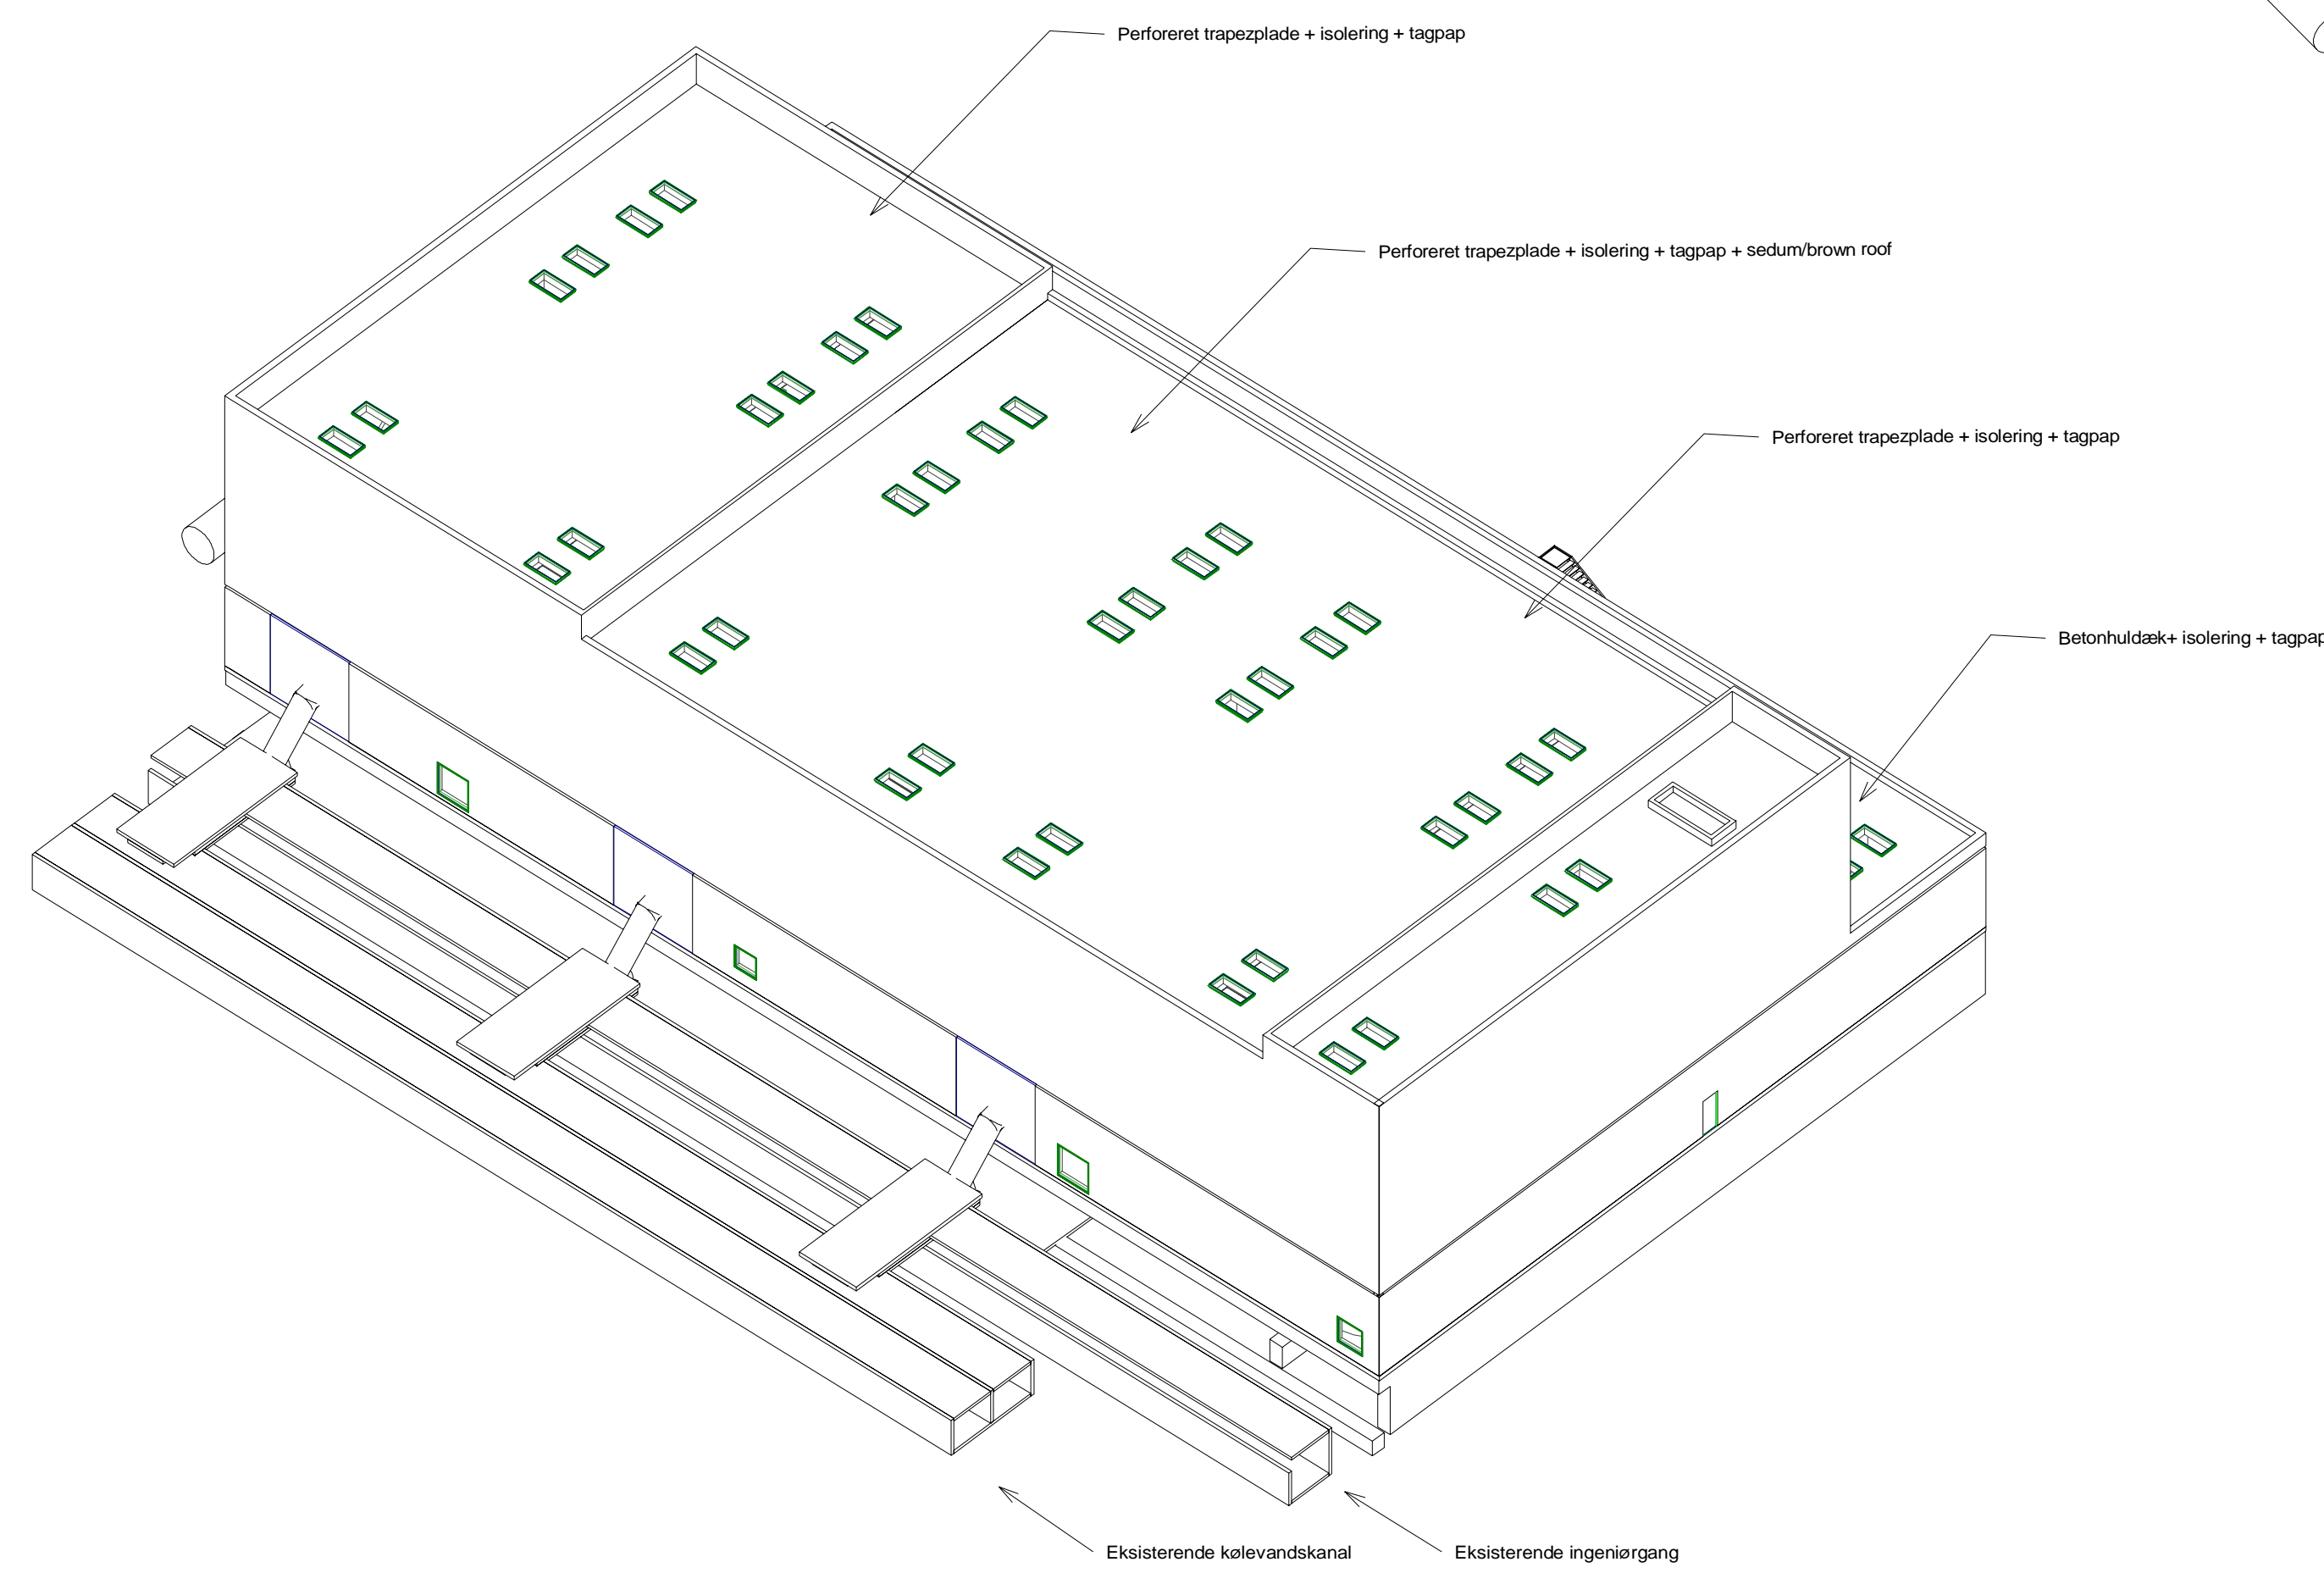 Perforeret trapezplade + isolering + tagpap
Perforeret trapezplade + isolering + tagpap + sedum/brown roof
Perforeret trapezplade + isolering + tagpap
Betonhuldæk+ isolering + tagpap
Eksisterende kølevandskanal
Eksisterende ingeniørgang